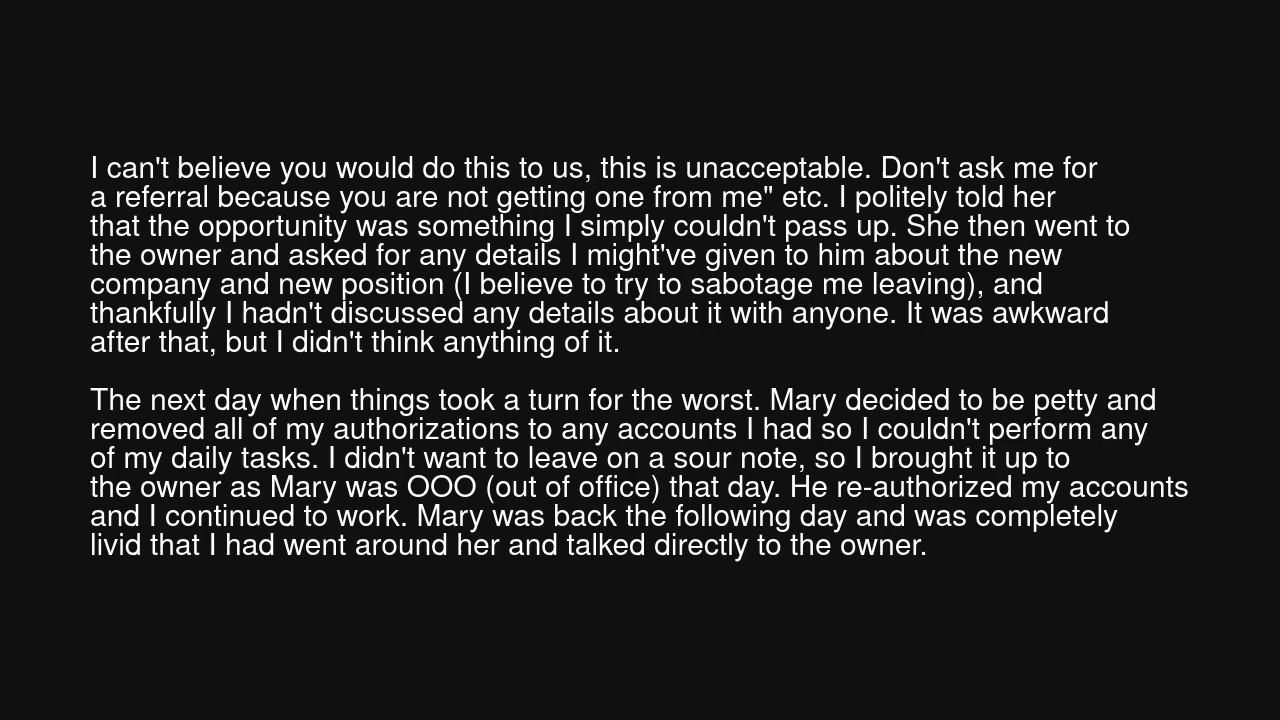 I can't believe you would do this to us, this is unacceptable. Don't ask me for
a referral because you are not getting one from me" etc. I politely told her
that the opportunity was something I simply couldn't pass up. She then went to
the owner and asked for any details I might've given to him about the new
company and new position (I believe to try to sabotage me leaving), and
thankfully I hadn't discussed any details about it with anyone. It was awkward
after that, but I didn't think anything of it.

The next day when things took a turn for the worst. Mary decided to be petty and
removed all of my authorizations to any accounts I had so I couldn't perform any
of my daily tasks. I didn't want to leave on a sour note, so I brought it up to
the owner as Mary was OOO (out of office) that day. He re-authorized my accounts
and I continued to work. Mary was back the following day and was completely
livid that I had went around her and talked directly to the owner.